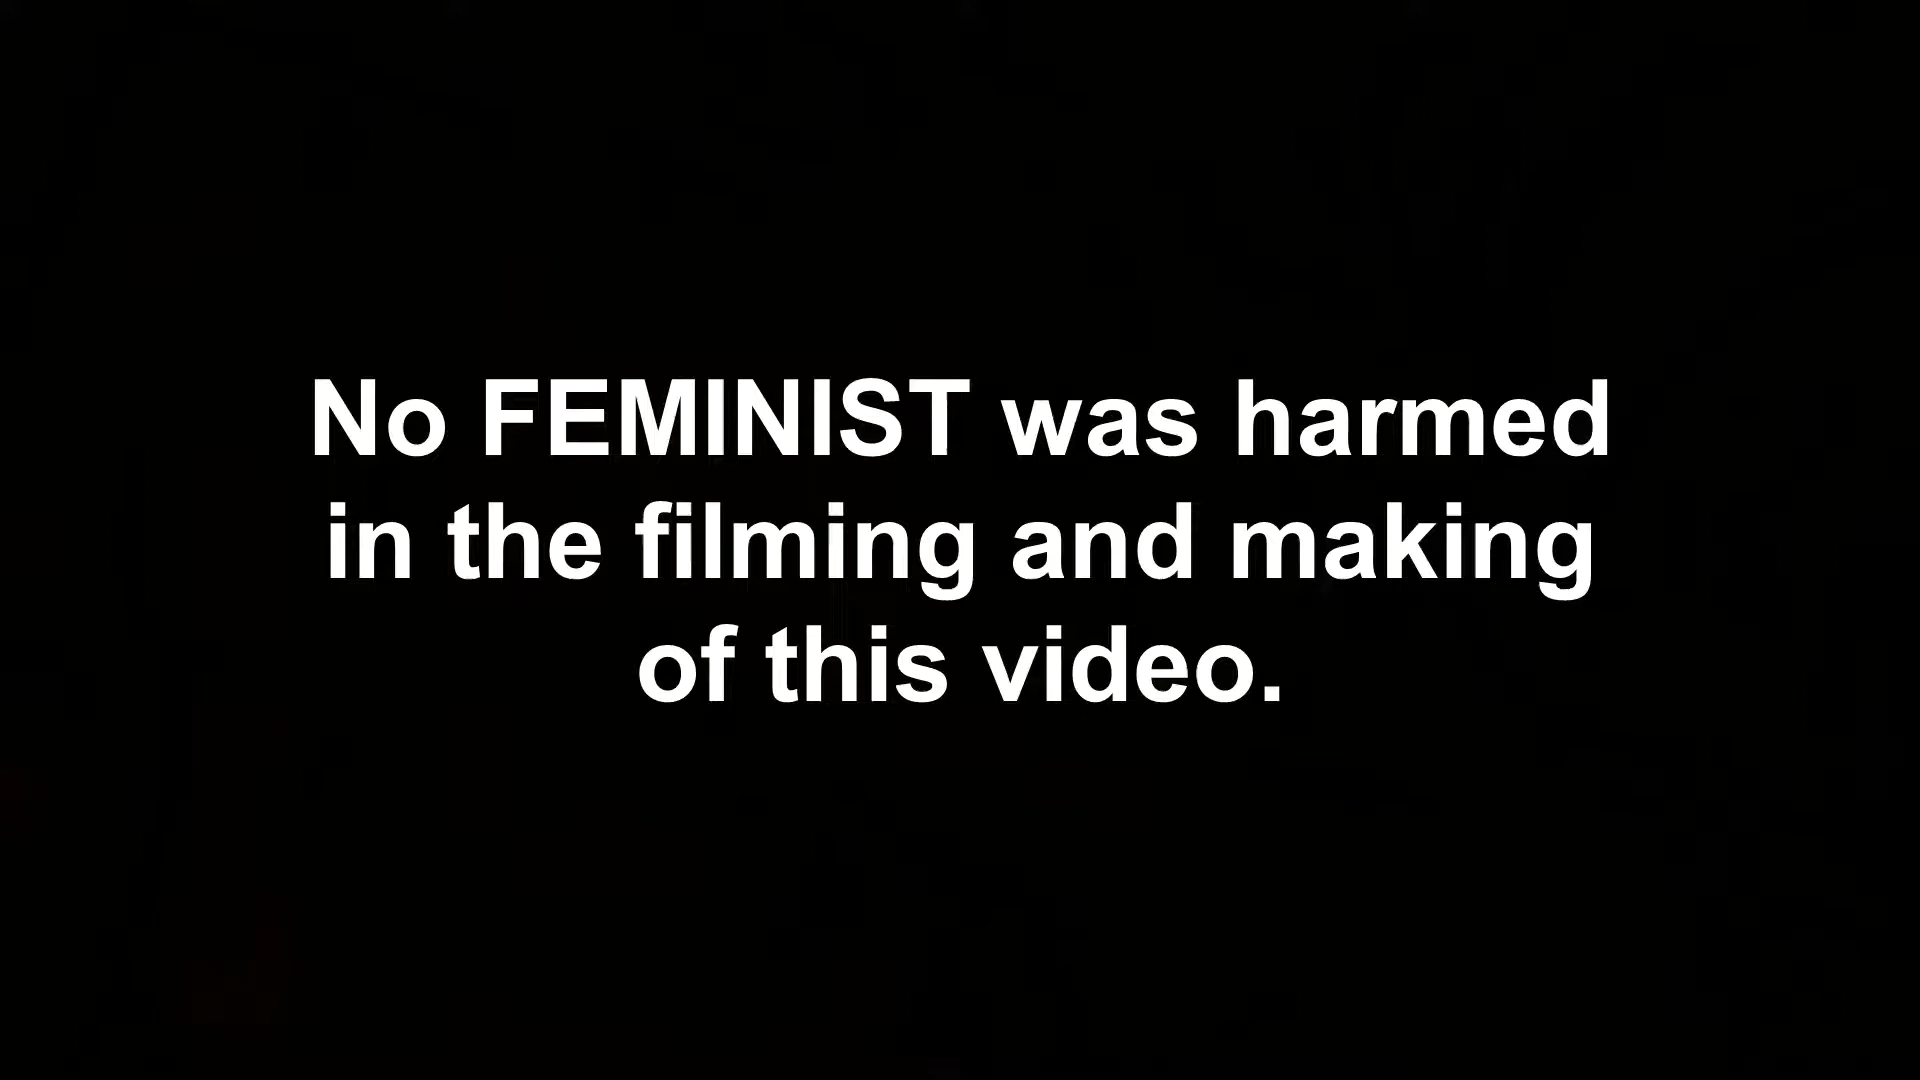 No FEMINIST was harmed
in the filming and making
of this video.